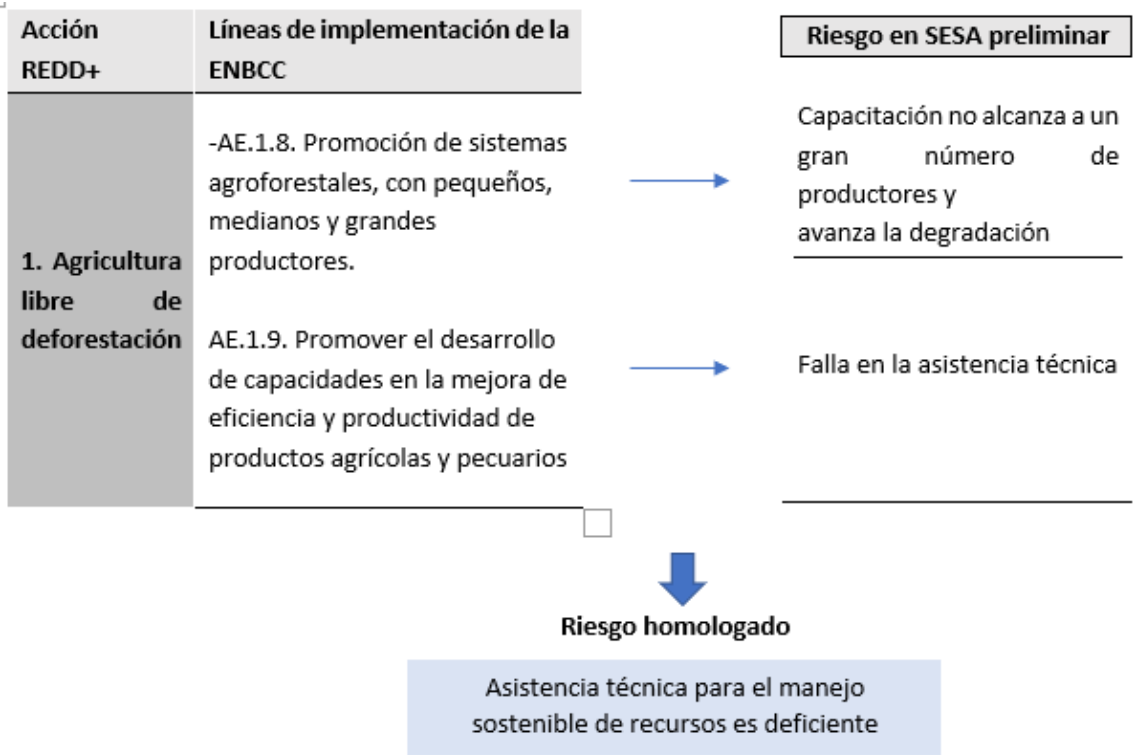 Acción
REDD+
Líneas de implementación de la
ENBCC
Riesgo en SESA preliminar
1. Agricultura
libre de
deforestación
-AE.1.8. Promoción de sistemas
agroforestales, con pequeños,
medianos y grandes
productores.
Capacitación no alcanza a un
gran número de
productores y
avanza la degradación
AE.1.9. Promover el desarrollo
de capacidades en la mejora de
eficiencia y productividad de
productos agrícolas y pecuarios
Falla en la asistencia técnica
Riesgo homologado
Asistencia técnica para el manejo
sostenible de recursos es deficiente